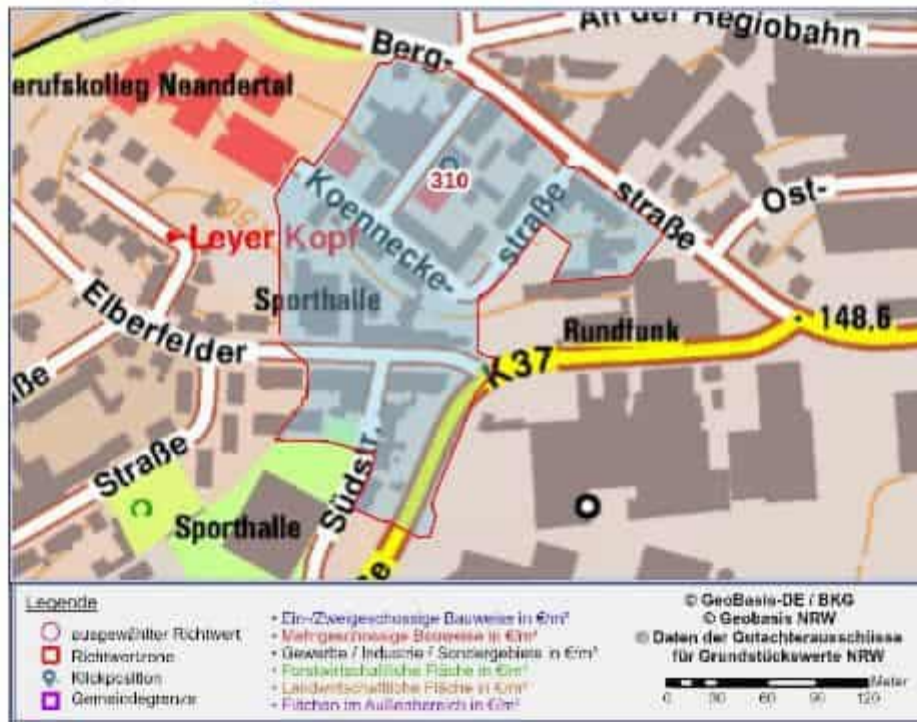 Berg-
An der Regiobahn
erufskolleg Neandertal
310
Koennecke-
straße
straße
Ost-
Leyer Kopf
50
Sporthalle
Elberfelder
Rundfunk
148,6
K37
Straße
Südstr.
Sporthalle
Legende
ausgewählter Richtwert
Richtwertzone
Klickposition
Gemeindegrenze
• Ein-/Zweigeschossige Bauweise in €/m²
• Mehrgeschossige Bauweise in €/m²
• Gewerbe / Industrie / Sondergebiete in €/m²
• Forstwirtschaftliche Fläche in €/m²
• Landwirtschaftliche Fläche in €/m²
• Flächen im Außenbereich in €/m²
© GeoBasis-DE / BKG
© Geobasis NRW
© Daten der Gutachterausschüsse
für Grundstückswerte NRW
Meter
0 30 60 90 120